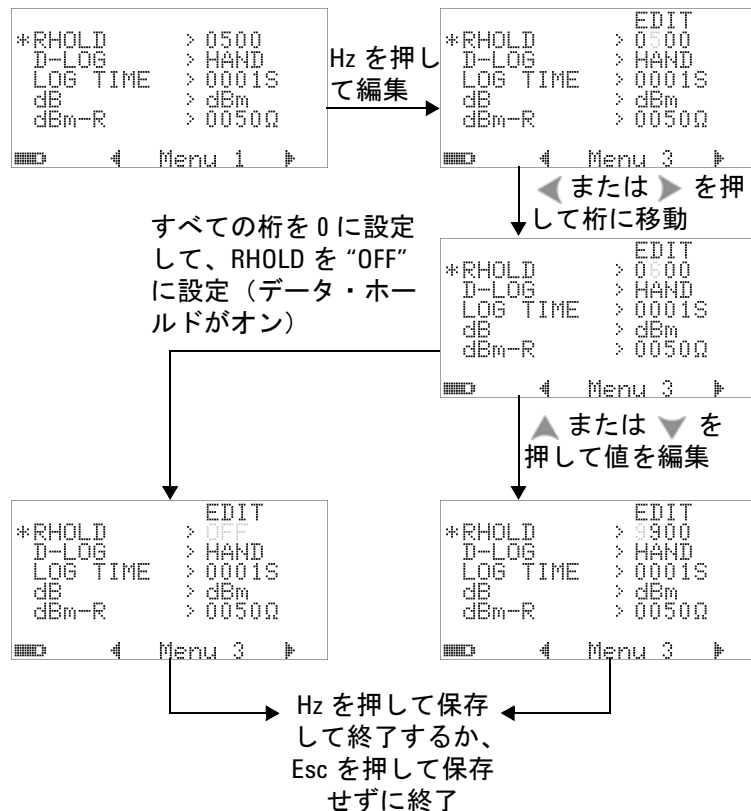 *RHOLD > 0500
D-LOG > HAND
LOG TIME > 0001S
dB > dBm
dBm-R > 0050Ω
Menu 1
Hz を押し
て編集
EDIT
*RHOLD > 0500
D-LOG > HAND
LOG TIME > 0001S
dB > dBm
dBm-R > 0050Ω
Menu 3
または を押
して桁に移動
すべての桁を 0 に設定
して、RHOLD を “OFF”
に設定（データ・ホー
ルドがオン）
EDIT
*RHOLD > 0600
D-LOG > HAND
LOG TIME > 0001S
dB > dBm
dBm-R > 0050Ω
Menu 3
または を
押して値を編集
EDIT
*RHOLD > OFF
D-LOG > HAND
LOG TIME > 0001S
dB > dBm
dBm-R > 0050Ω
Menu 3
EDIT
*RHOLD > 9900
D-LOG > HAND
LOG TIME > 0001S
dB > dBm
dBm-R > 0050Ω
Menu 3
Hz を押して保存
して終了するか、
Esc を押して保存
せずに終了